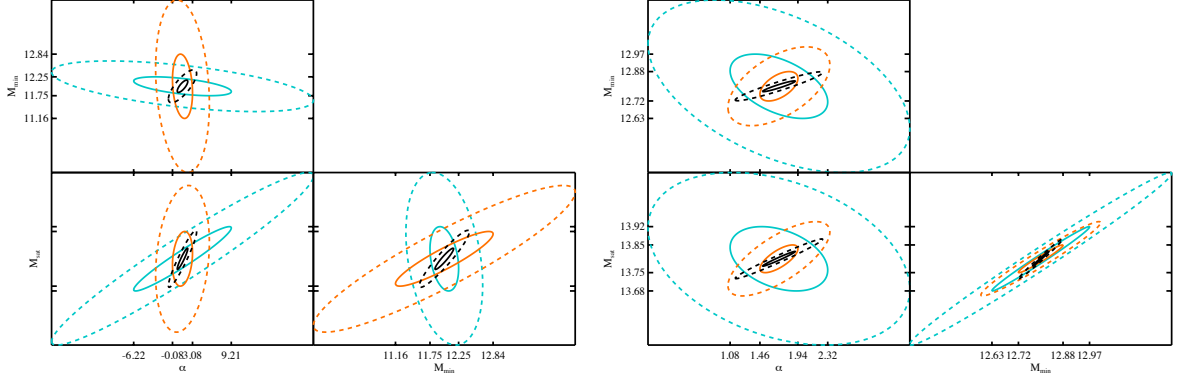 12.84
12.25
11.75
11.16
M_min
M_sat
-6.22 -0.083.08 9.21
α
11.16 11.75 12.25 12.84
M_min
12.97
12.88
12.72
12.63
M_min
13.92
13.85
13.75
13.68
M_sat
1.08 1.46 1.94 2.32
α
12.63 12.72 12.88 12.97
M_min